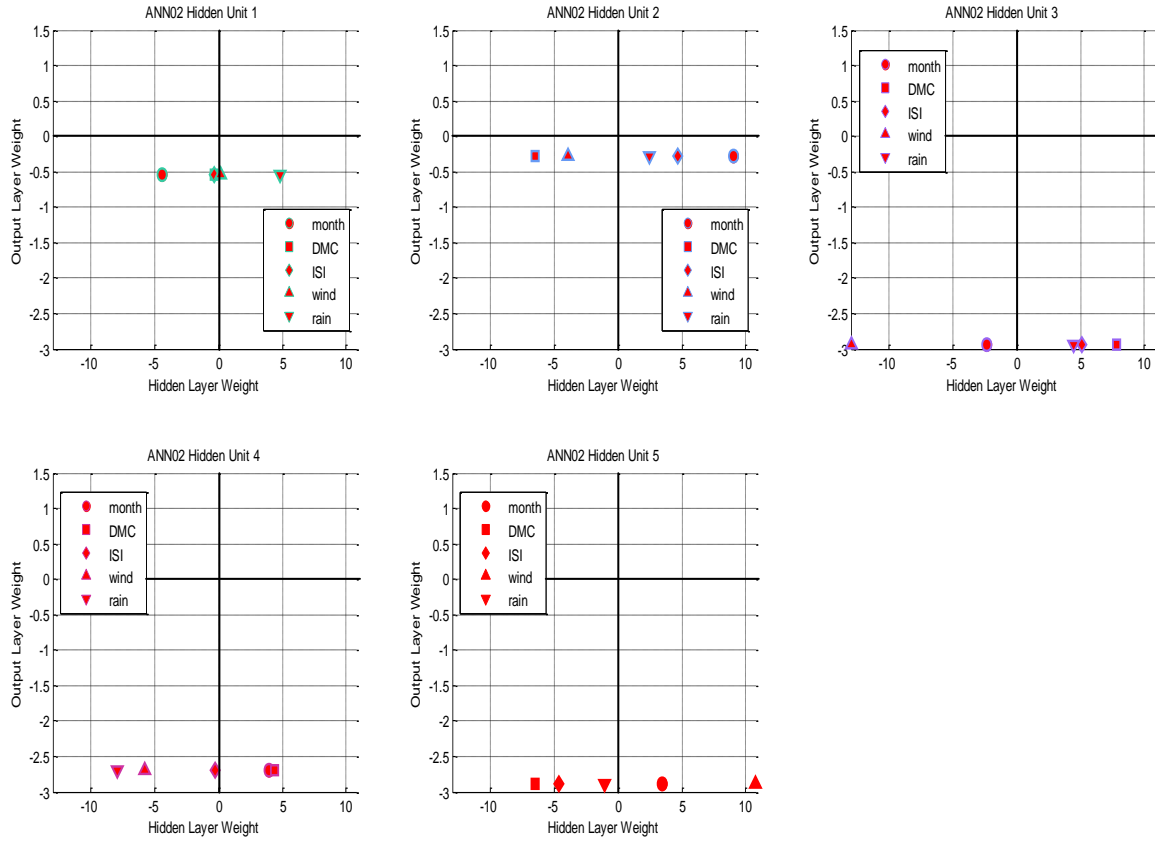 ANN02 Hidden Unit 1
1.5
1
0.5
0
-0.5
-1
-1.5
-2
-2.5
-3
-10
-5
0
5
10
Output Layer Weight
Hidden Layer Weight
month
DMC
ISI
wind
rain
ANN02 Hidden Unit 2
1.5
1
0.5
0
-0.5
-1
-1.5
-2
-2.5
-3
-10
-5
0
5
10
Output Layer Weight
Hidden Layer Weight
month
DMC
ISI
wind
rain
ANN02 Hidden Unit 3
1.5
1
0.5
0
-0.5
-1
-1.5
-2
-2.5
-3
-10
-5
0
5
10
Output Layer Weight
Hidden Layer Weight
month
DMC
ISI
wind
rain
ANN02 Hidden Unit 4
1.5
1
0.5
0
-0.5
-1
-1.5
-2
-2.5
-3
-10
-5
0
5
10
Output Layer Weight
Hidden Layer Weight
month
DMC
ISI
wind
rain
ANN02 Hidden Unit 5
1.5
1
0.5
0
-0.5
-1
-1.5
-2
-2.5
-3
-10
-5
0
5
10
Output Layer Weight
Hidden Layer Weight
month
DMC
ISI
wind
rain